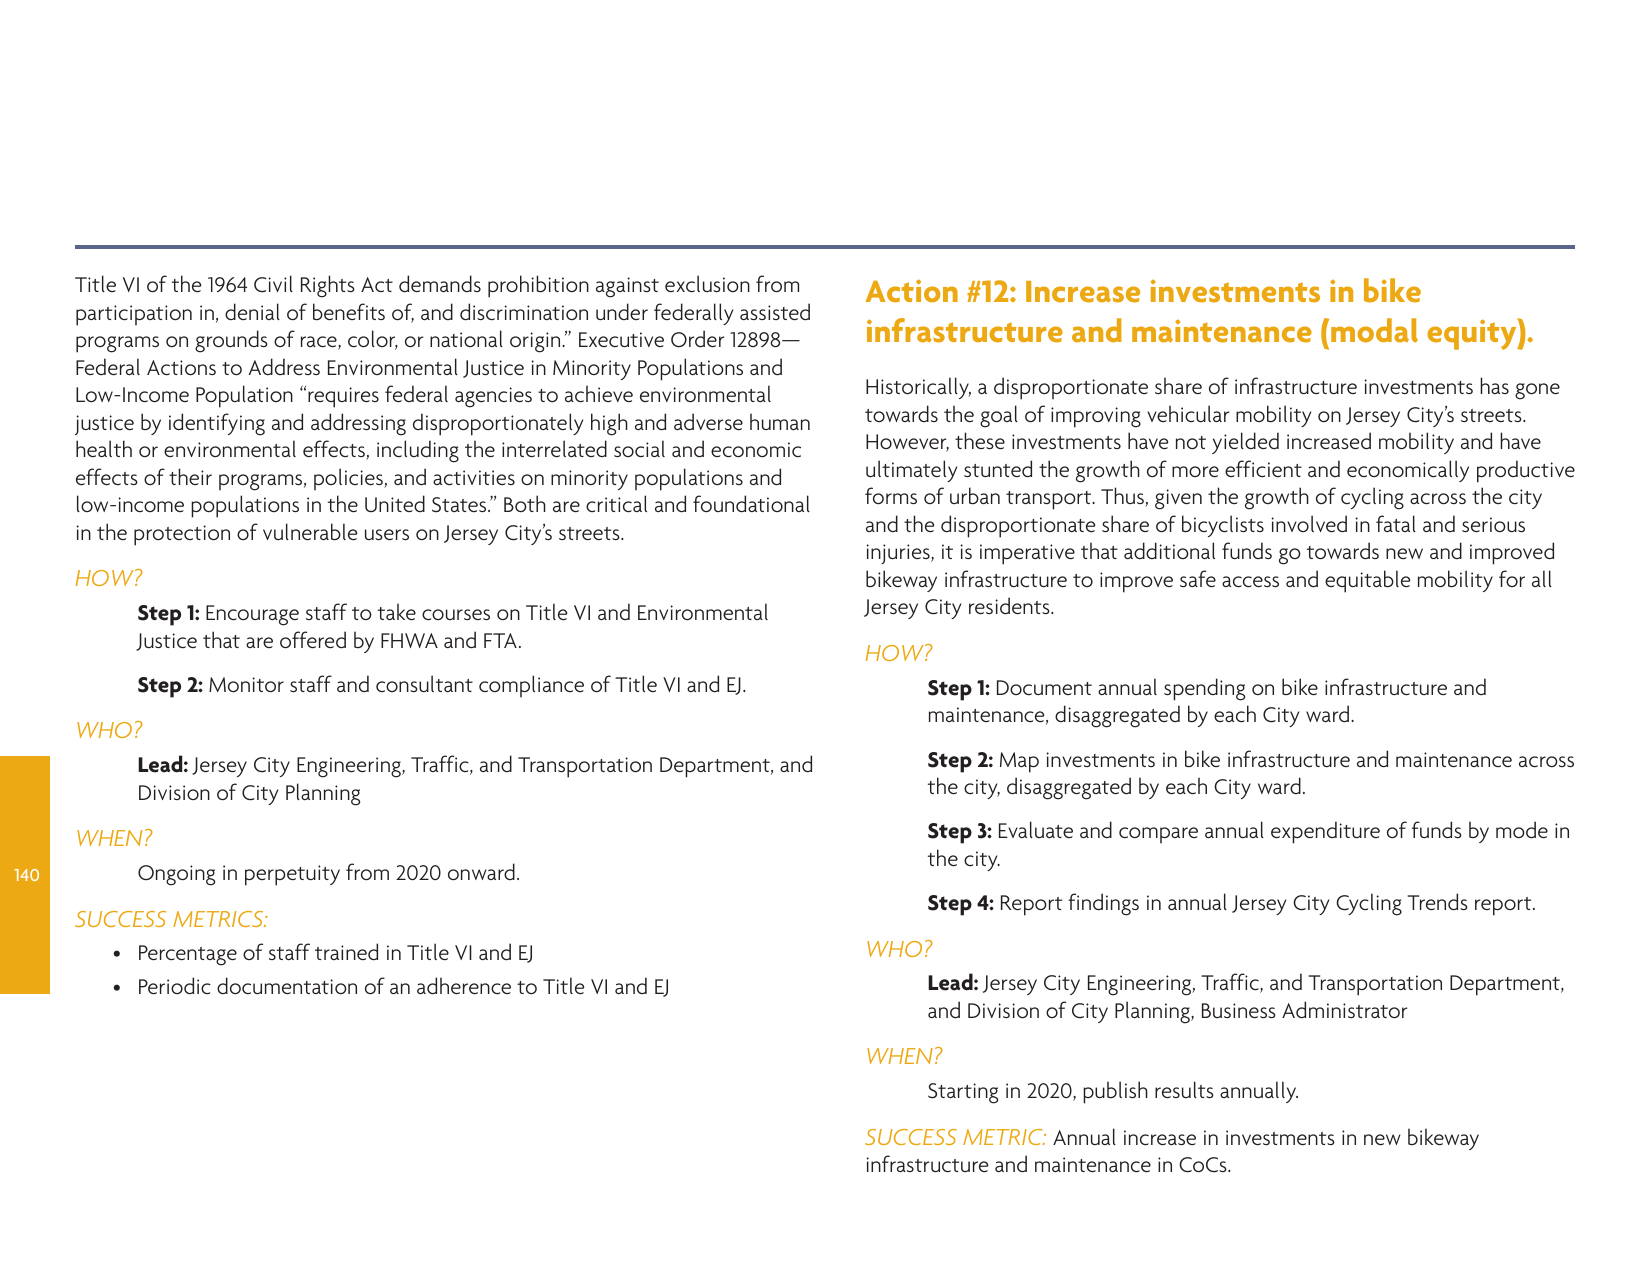 Title VI of the 1964 Civil Rights Act demands prohibition against exclusion from
participation in, denial of benefits of, and discrimination under federally assisted
programs on grounds of race, color, or national origin.” Executive Order 12898—
Federal Actions to Address Environmental Justice in Minority Populations and
Low-Income Population “requires federal agencies to achieve environmental
justice by identifying and addressing disproportionately high and adverse human
health or environmental effects, including the interrelated social and economic
effects of their programs, policies, and activities on minority populations and
low-income populations in the United States.” Both are critical and foundational
in the protection of vulnerable users on Jersey City’s streets.
HOW?
Step 1: Encourage staff to take courses on Title VI and Environmental
Justice that are offered by FHWA and FTA.
Step 2: Monitor staff and consultant compliance of Title VI and EJ.
WHO?
Lead: Jersey City Engineering, Traffic, and Transportation Department, and
Division of City Planning
WHEN?
Ongoing in perpetuity from 2020 onward.
SUCCESS METRICS:
• Percentage of staff trained in Title VI and EJ
• Periodic documentation of an adherence to Title VI and EJ
Action #12: Increase investments in bike
infrastructure and maintenance (modal equity).
Historically, a disproportionate share of infrastructure investments has gone
towards the goal of improving vehicular mobility on Jersey City’s streets.
However, these investments have not yielded increased mobility and have
ultimately stunted the growth of more efficient and economically productive
forms of urban transport. Thus, given the growth of cycling across the city
and the disproportionate share of bicyclists involved in fatal and serious
injuries, it is imperative that additional funds go towards new and improved
bikeway infrastructure to improve safe access and equitable mobility for all
Jersey City residents.
HOW?
Step 1: Document annual spending on bike infrastructure and
maintenance, disaggregated by each City ward.
Step 2: Map investments in bike infrastructure and maintenance across
the city, disaggregated by each City ward.
Step 3: Evaluate and compare annual expenditure of funds by mode in
the city.
Step 4: Report findings in annual Jersey City Cycling Trends report.
WHO?
Lead: Jersey City Engineering, Traffic, and Transportation Department,
and Division of City Planning, Business Administrator
WHEN?
Starting in 2020, publish results annually.
SUCCESS METRIC: Annual increase in investments in new bikeway
infrastructure and maintenance in CoCs.
140